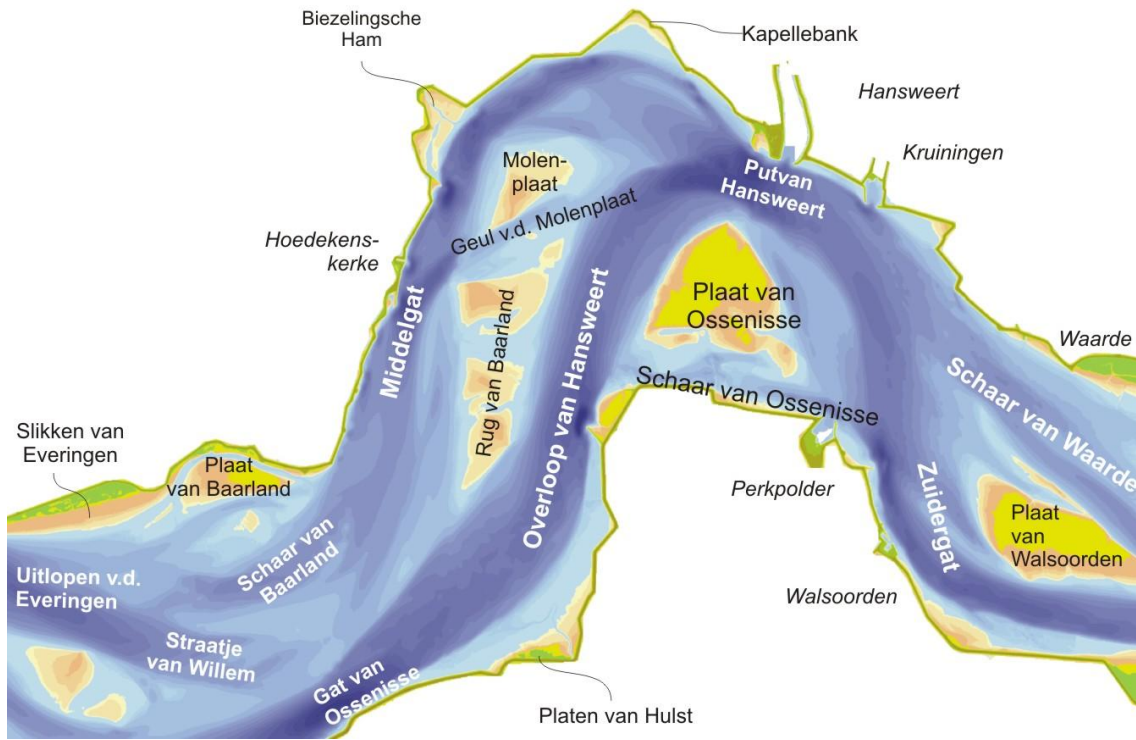 Biezelingsche
Ham
Kapellebank
Hansweert
Kruiningen
Molen-
plaat
Putvan
Hansweert
Geul v.d. Molenplaat
Hoedekens-
kerke
Plaat van
Ossenisse
Middelgat
Rug van Baarland
Overloop van Hansweert
Waarde
Schaar van Ossenisse
Schaar van Waarde
Slikken van
Everingen
Plaat
van Baarland
Perkpolder
Zuidergat
Plaat
van
Walsoorden
Schaar van
Baarland
Uitlopen v.d.
Everingen
Walsoorden
Straatje
van Willem
Gat van
Ossenisse
Platen van Hulst